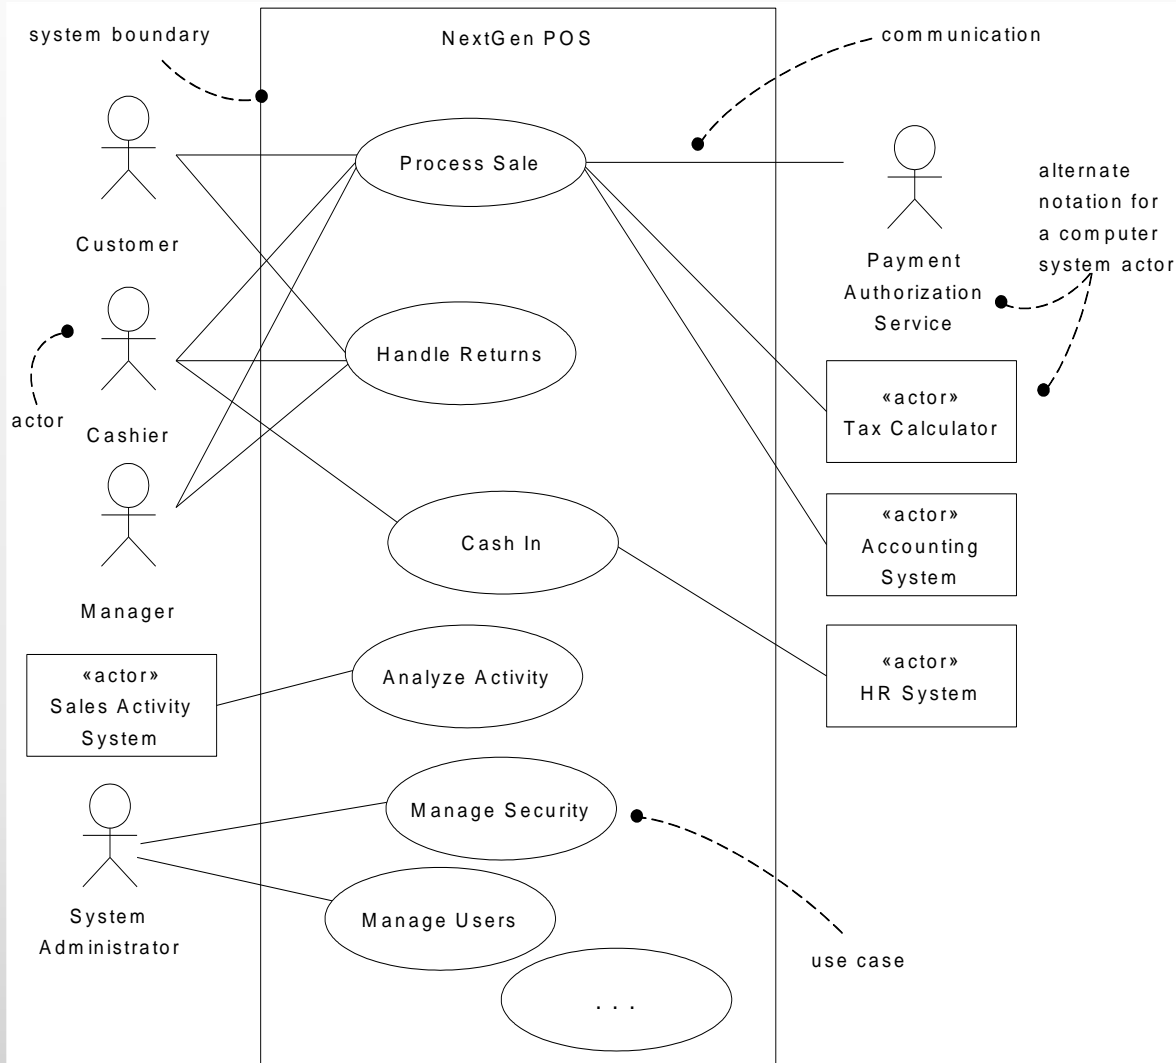 system boundary
NextGen POS
communication
Process Sale
alternate
notation for
a computer
system actor
Customer
Payment
Authorization
Service
Handle Returns
actor
Cashier
«actor»
Tax Calculator
«actor»
Accounting
System
Cash In
Manager
«actor»
Sales Activity
System
Analyze Activity
«actor»
HR System
Manage Security
System
Administrator
Manage Users
use case
. . .